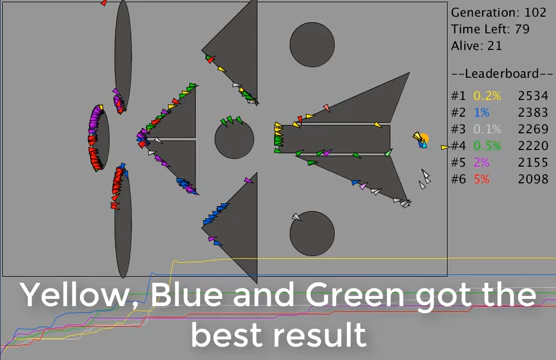 Generation: 102
Time Left: 79
Alive: 21
--Leaderboard--
#1 0.2% 2534
#2 1% 2383
#3 0.1% 2269
#4 0.5% 2220
#5 2% 2155
#6 5% 2098
Yellow, Blue and Green got the
best result